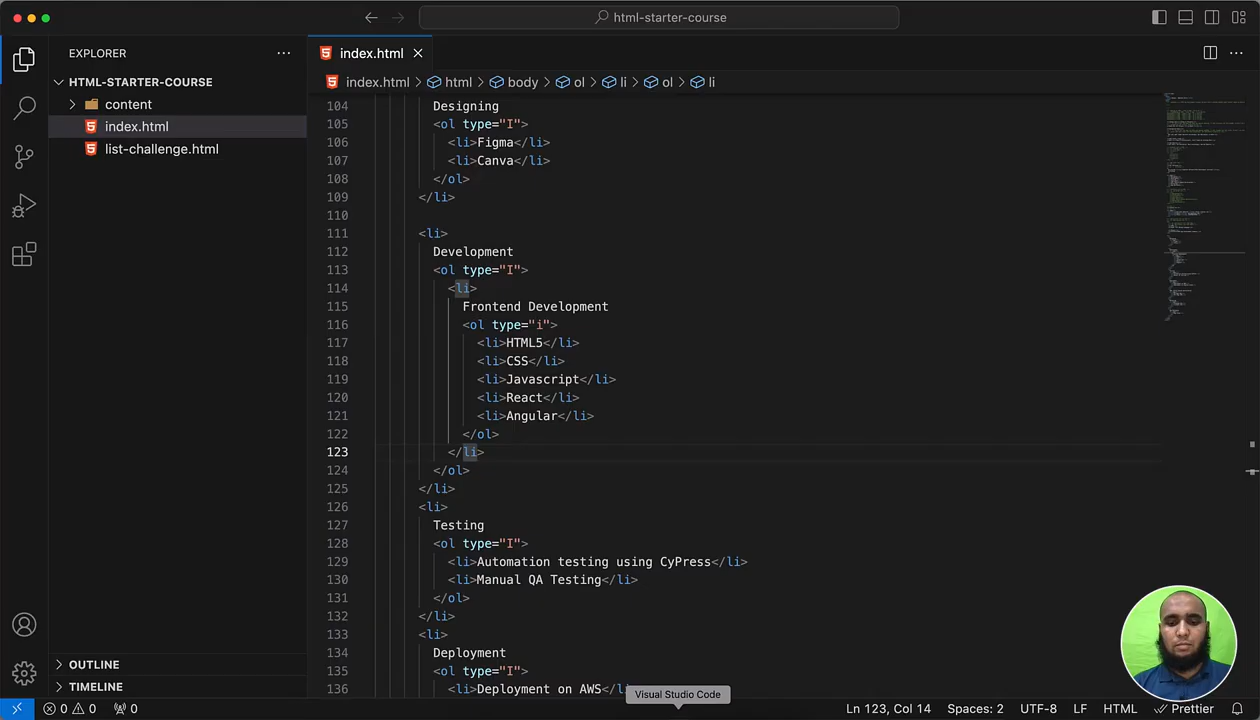 html-starter-course
EXPLORER
index.html
HTML-STARTER-COURSE
index.html > html > body > ol > li > ol > li
content
index.html
list-challenge.html
104 Designing
105 <ol type="I">
106 <li>Figma</li>
107 <li>Canva</li>
108 </ol>
109 </li>
110
111 <li>
112 Development
113 <ol type="I">
114 <li>
115 Frontend Development
116 <ol type="i">
117 <li>HTML5</li>
118 <li>CSS</li>
119 <li>Javascript</li>
120 <li>React</li>
121 <li>Angular</li>
122 </ol>
123 </li>
124 </ol>
125 </li>
126 <li>
127 Testing
128 <ol type="I">
129 <li>Automation testing using CyPress</li>
130 <li>Manual QA Testing</li>
131 </ol>
132 </li>
133 <li>
134 Deployment
135 <ol type="I">
136 <li>Deployment on AWS</li>
OUTLINE
TIMELINE
Visual Studio Code
0 0 0
Ln 123, Col 14 Spaces: 2 UTF-8 LF HTML Prettier